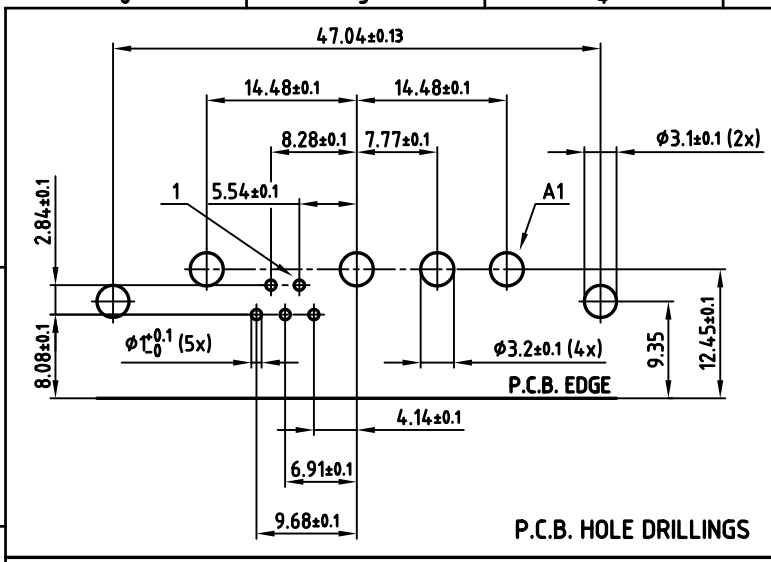 47.04±0.13
14.48±0.1
14.48±0.1
8.28±0.1
7.77±0.1
ϕ3.1±0.1 (2x)
5.54±0.1
1
A1
2.84±0.1
ϕ1+0.1-0 (5x)
ϕ3.2±0.1 (4x)
8.08±0.1
9.35
12.45±0.1
P.C.B. EDGE
4.14±0.1
6.91±0.1
9.68±0.1
P.C.B. HOLE DRILLINGS